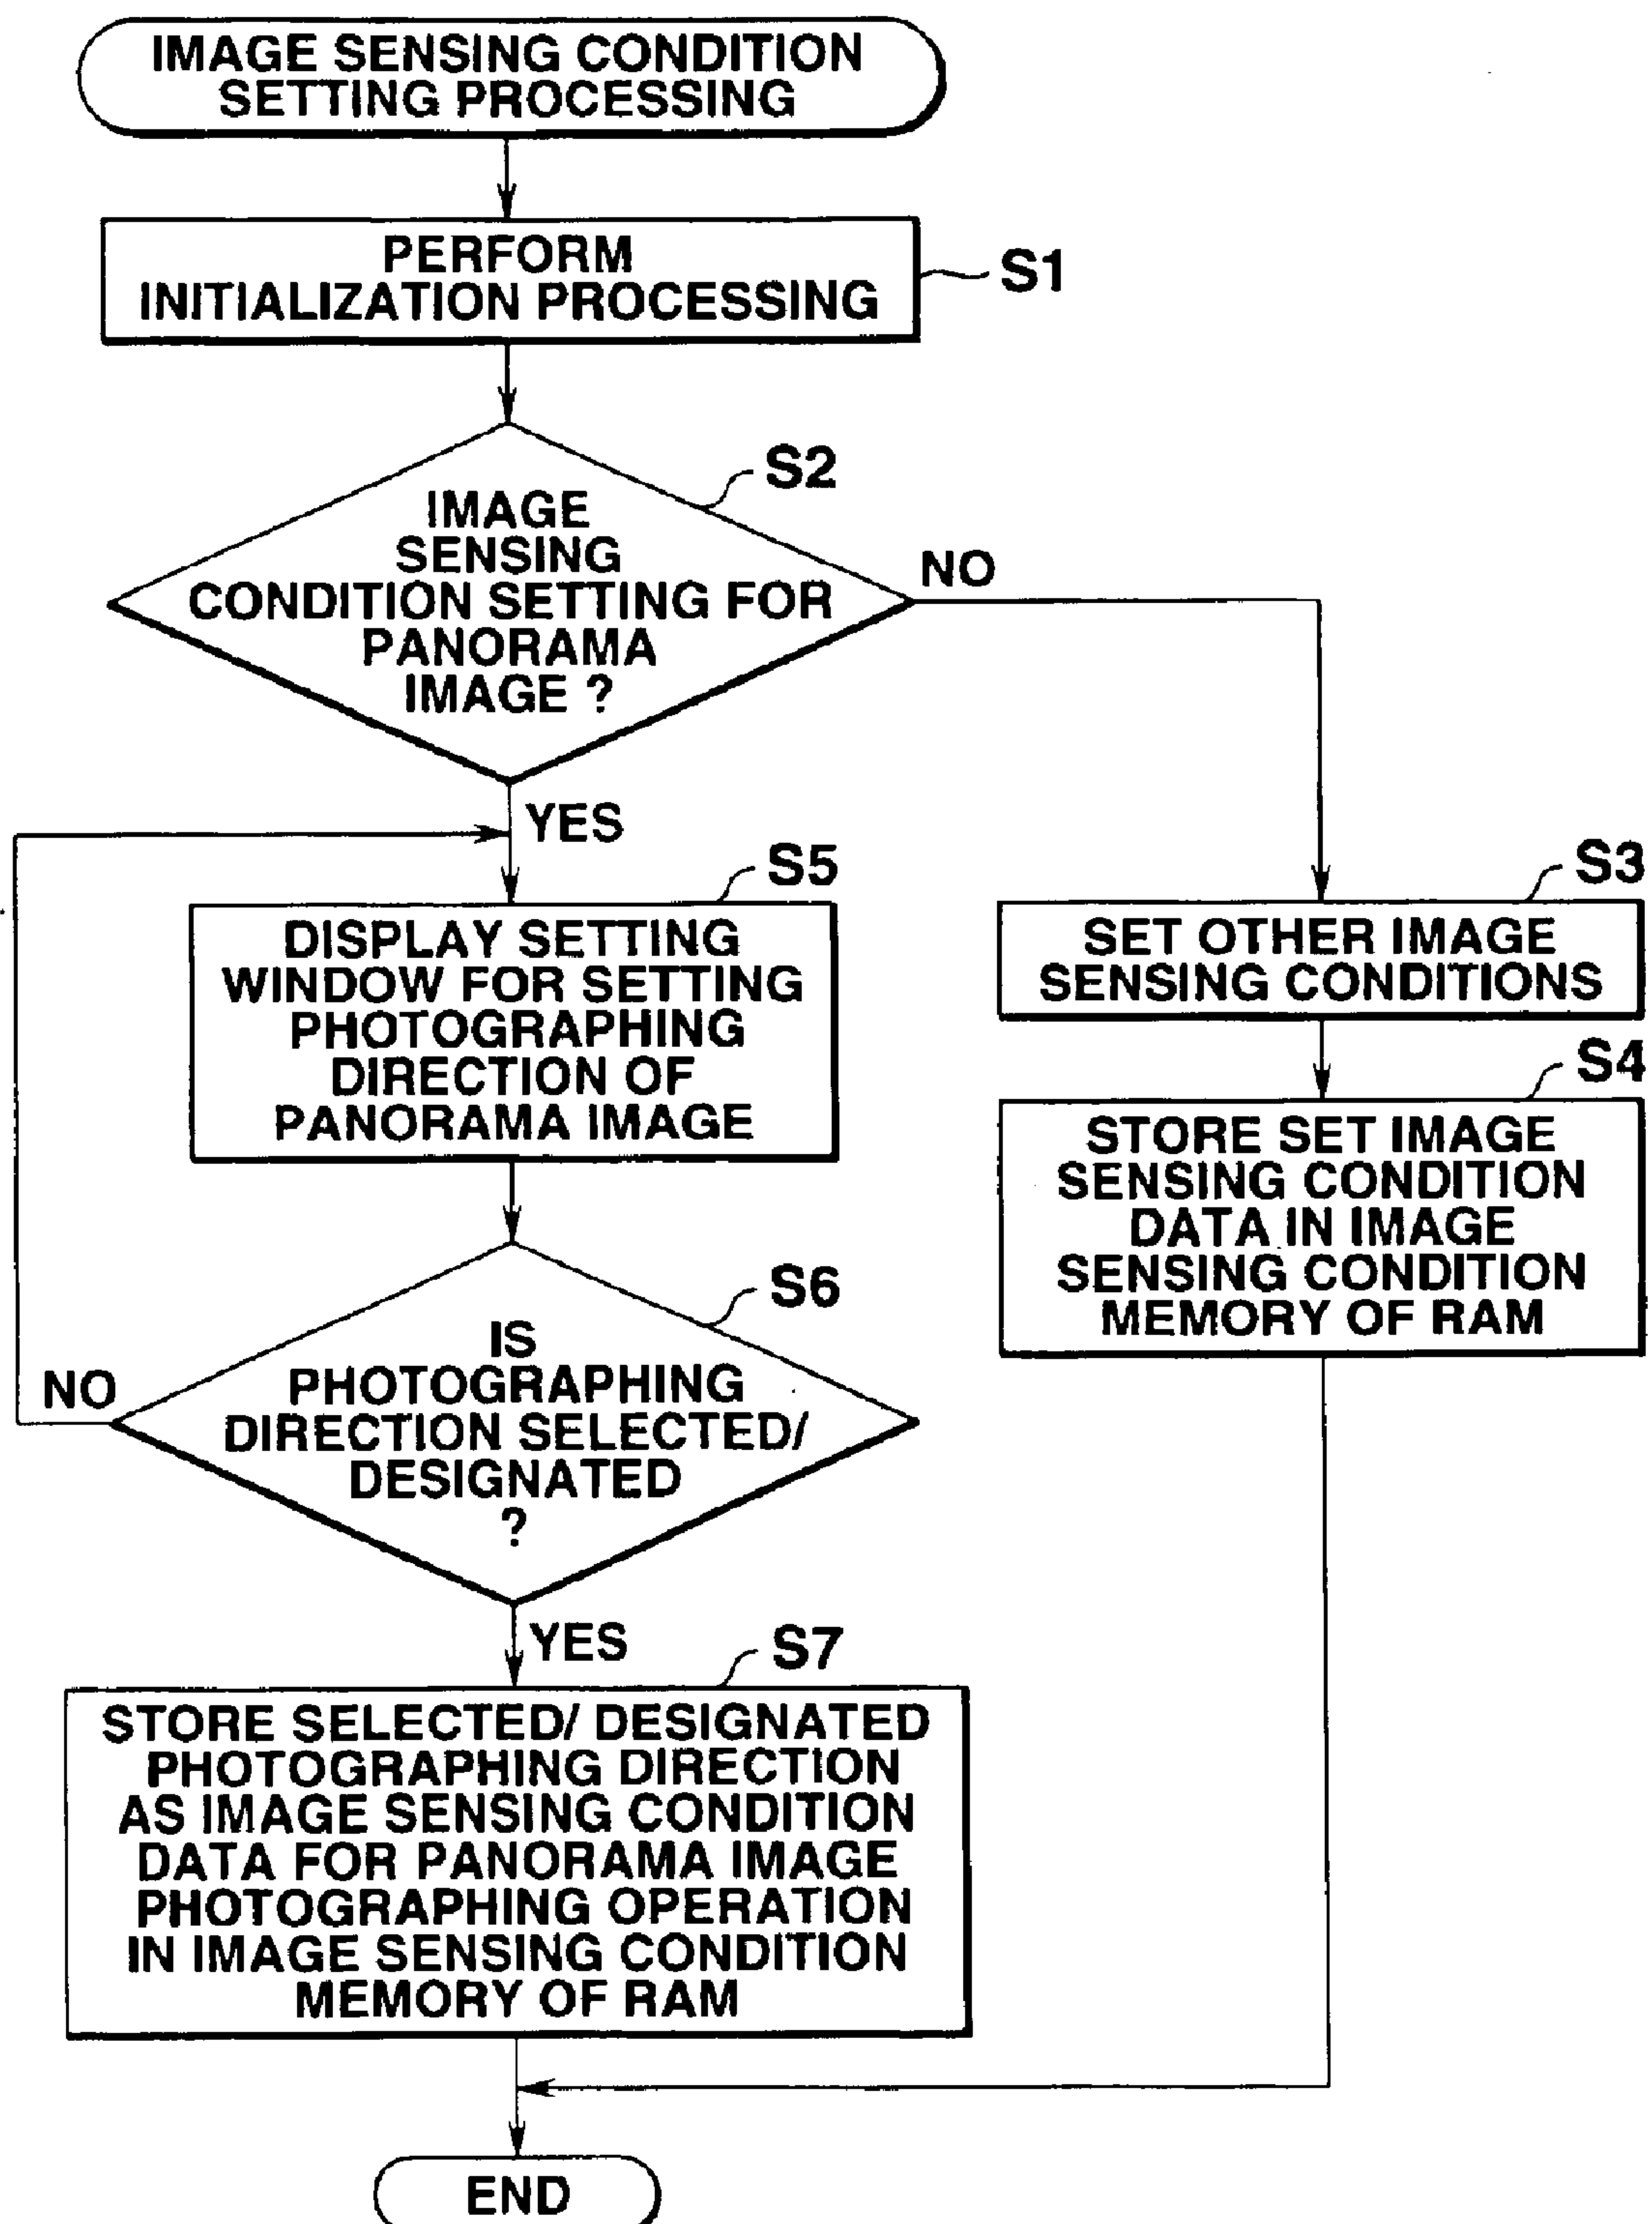 IMAGE SENSING CONDITION
SETTING PROCESSING
PERFORM
INITIALIZATION PROCESSING
S1
S2
IMAGE
SENSING
CONDITION SETTING FOR
PANORAMA
IMAGE ?
NO
YES
S5
DISPLAY SETTING
WINDOW FOR SETTING
PHOTOGRAPHING
DIRECTION OF
PANORAMA IMAGE
S3
SET OTHER IMAGE
SENSING CONDITIONS
S4
STORE SET IMAGE
SENSING CONDITION
DATA IN IMAGE
SENSING CONDITION
MEMORY OF RAM
S6
IS
PHOTOGRAPHING
DIRECTION SELECTED/
DESIGNATED
?
NO
YES
S7
STORE SELECTED/ DESIGNATED
PHOTOGRAPHING DIRECTION
AS IMAGE SENSING CONDITION
DATA FOR PANORAMA IMAGE
PHOTOGRAPHING OPERATION
IN IMAGE SENSING CONDITION
MEMORY OF RAM
END